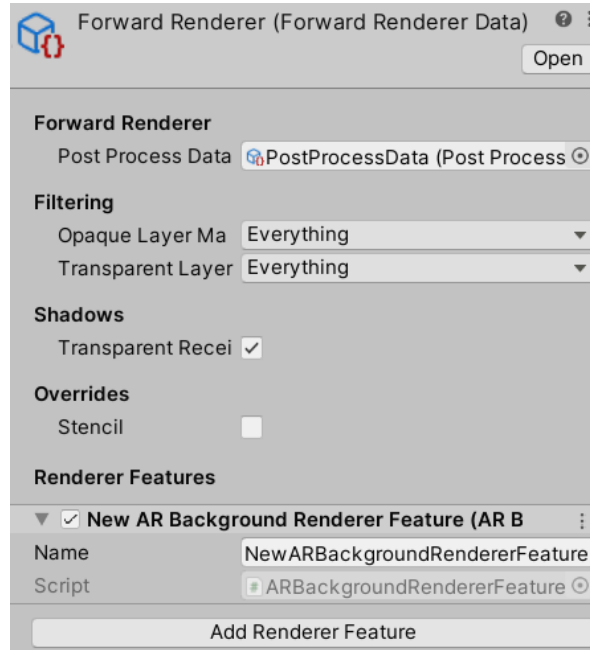 Forward Renderer (Forward Renderer Data)
Open
Forward Renderer
Post Process Data PostProcessData (Post Process
Filtering
Opaque Layer Ma Everything
Transparent Layer Everything
Shadows
Transparent Recei
Overrides
Stencil
Renderer Features
New AR Background Renderer Feature (AR B
Name NewARBackgroundRendererFeature
Script ARBackgroundRendererFeature
Add Renderer Feature